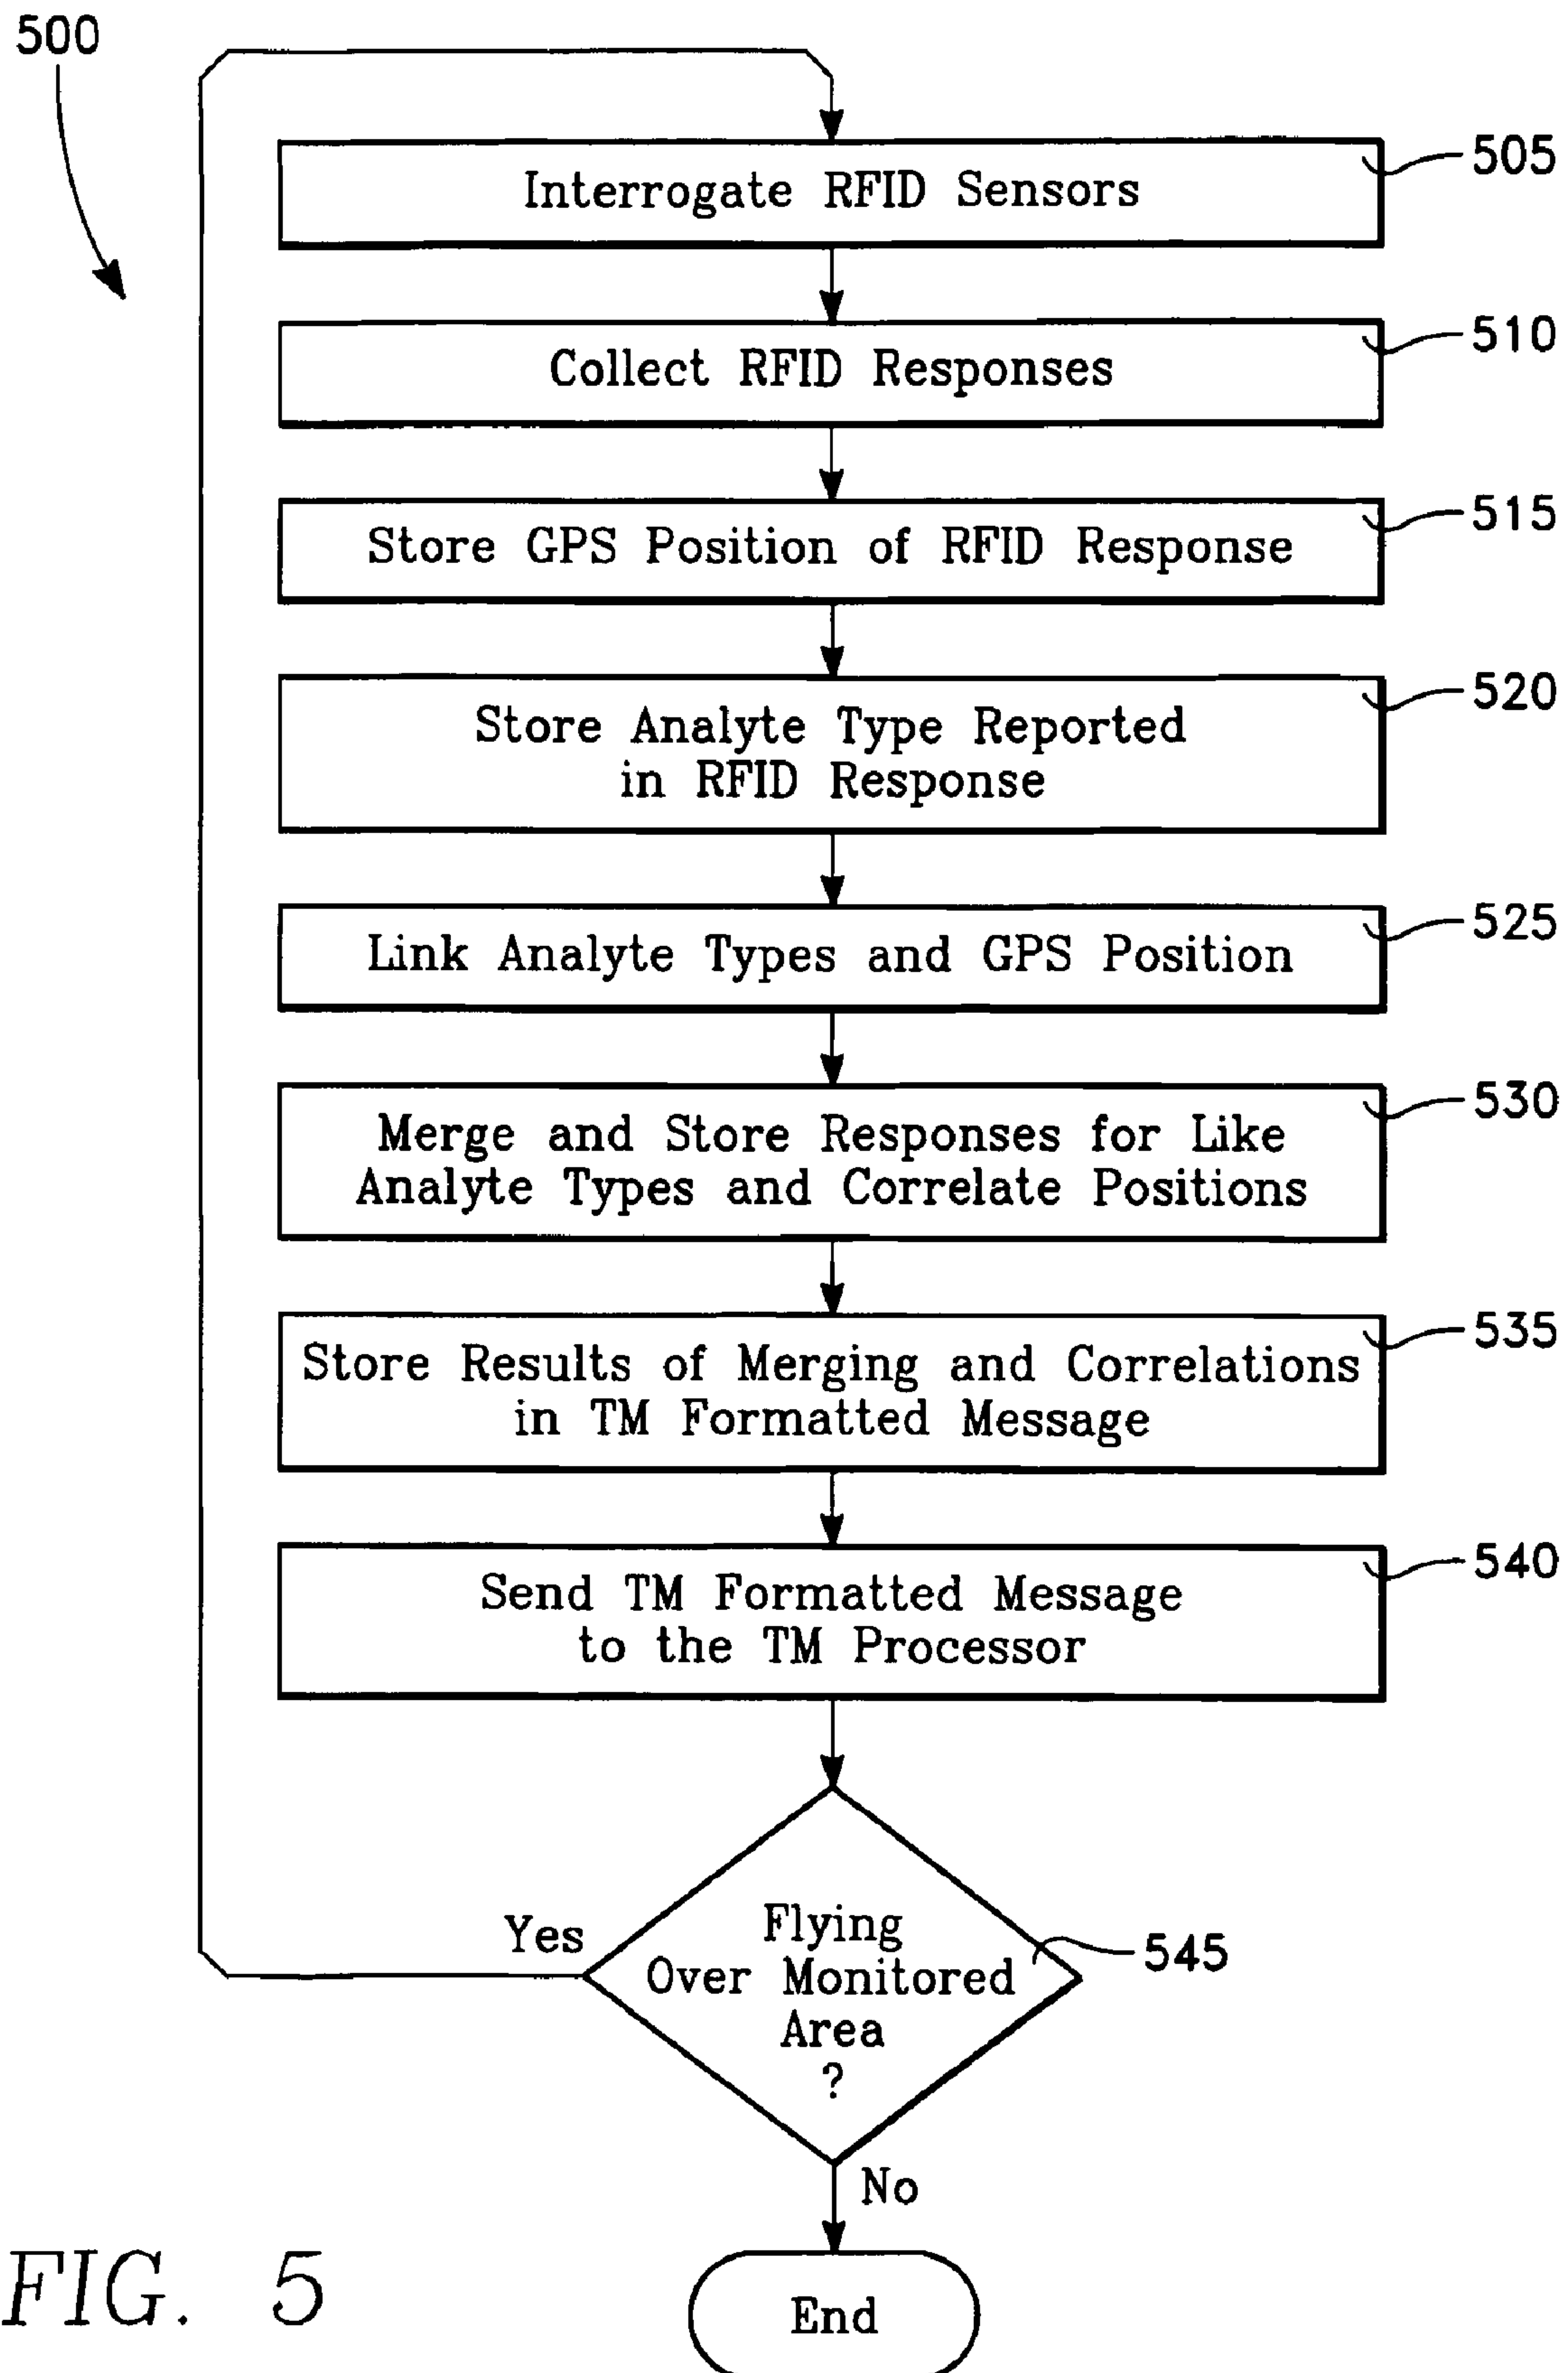 500
Interrogate RFID Sensors
505
Collect RFID Responses
510
Store GPS Position of RFID Response
515
Store Analyte Type Reported
in RFID Response
520
Link Analyte Types and GPS Position
525
Merge and Store Responses for Like
Analyte Types and Correlate Positions
530
Store Results of Merging and Correlations
in TM Formatted Message
535
Send TM Formatted Message
to the TM Processor
540
Flying
Over Monitored
Area
?
545
Yes
No
End
FIG. 5